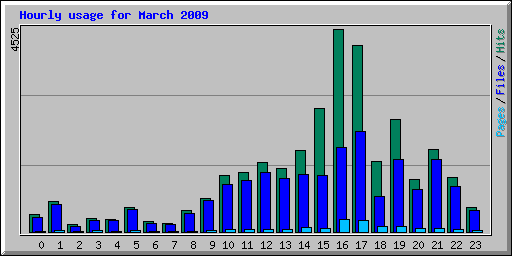 Hourly usage for March 2009
4525
Pages/Files/Hits
0 1 2 3 4 5 6 7 8 9 10 11 12 13 14 15 16 17 18 19 20 21 22 23